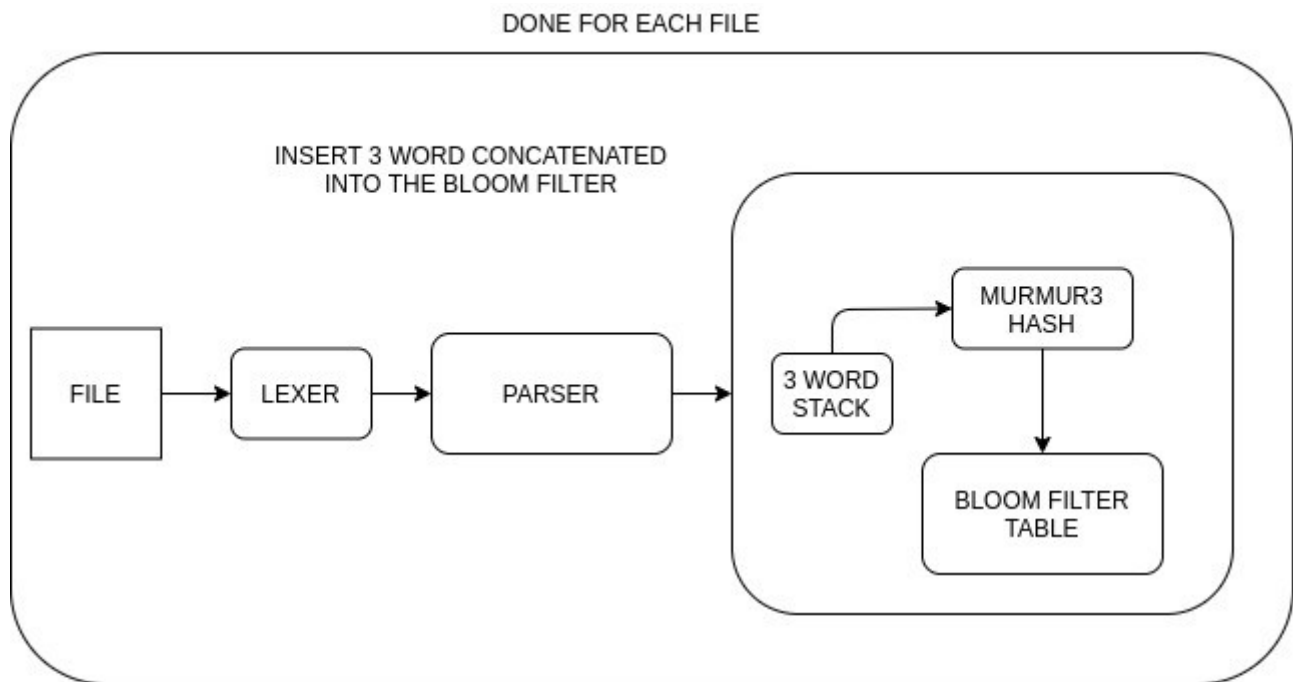 DONE FOR EACH FILE
INSERT 3 WORD CONCATENATED
INTO THE BLOOM FILTER
FILE
LEXER
PARSER
3 WORD
STACK
MURMUR3
HASH
BLOOM FILTER
TABLE